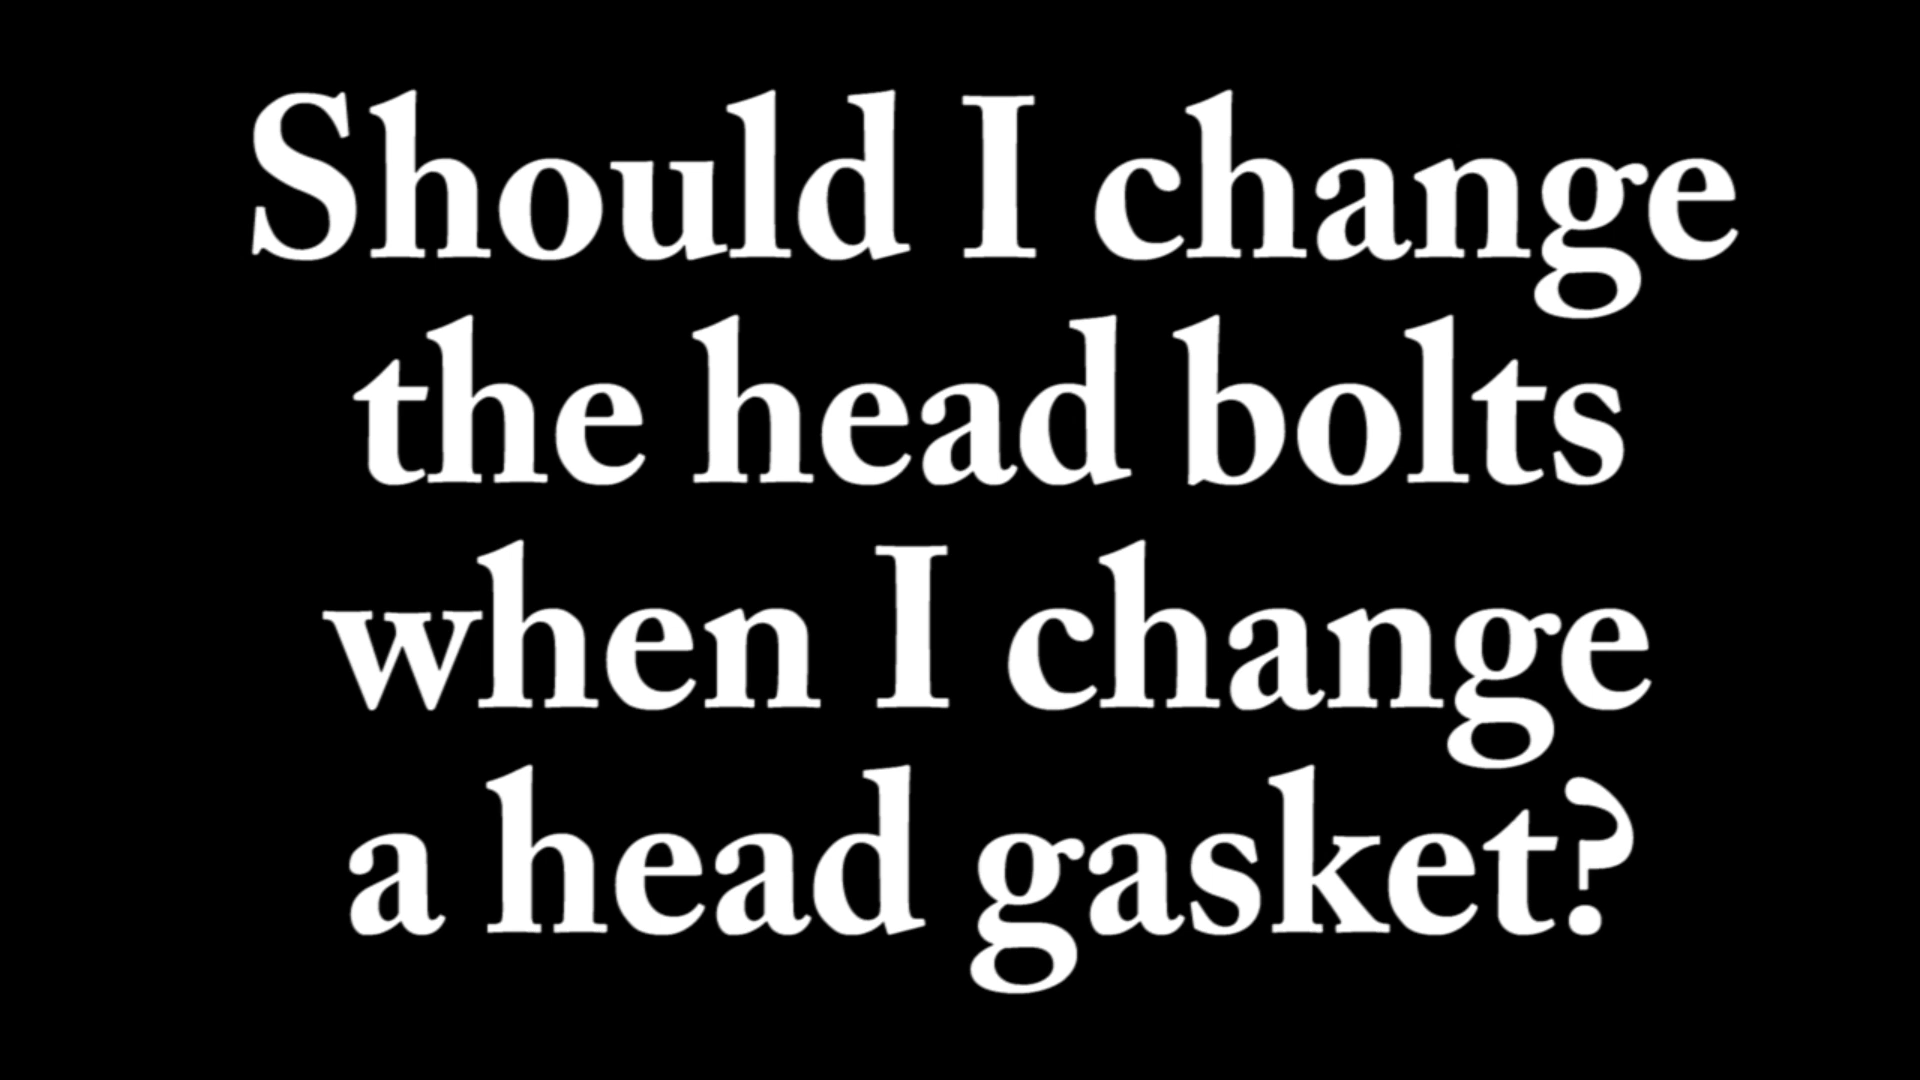 Should I change
the head bolts
when I change
a head gasket?